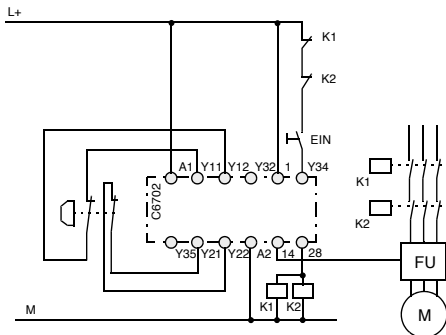 L+
K1
K2
EIN
A1 Y11 Y12 Y32 1 Y34
C6702
K1
K2
Y35 Y21 Y22 A2 14 28
FU
K1 K2
M
M